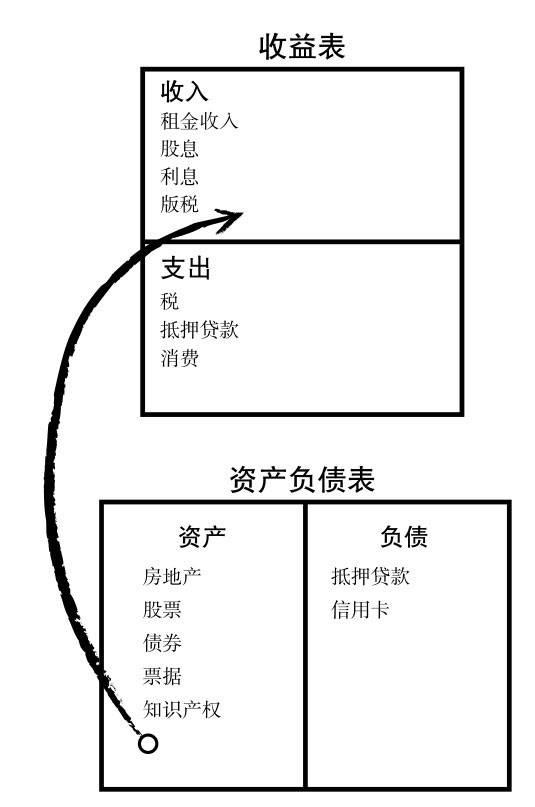 收益表
收入
租金收入
股息
利息
版税
支出
税
抵押贷款
消费
资产负债表
资产
房地产
股票
债券
票据
知识产权
负债
抵押贷款
信用卡